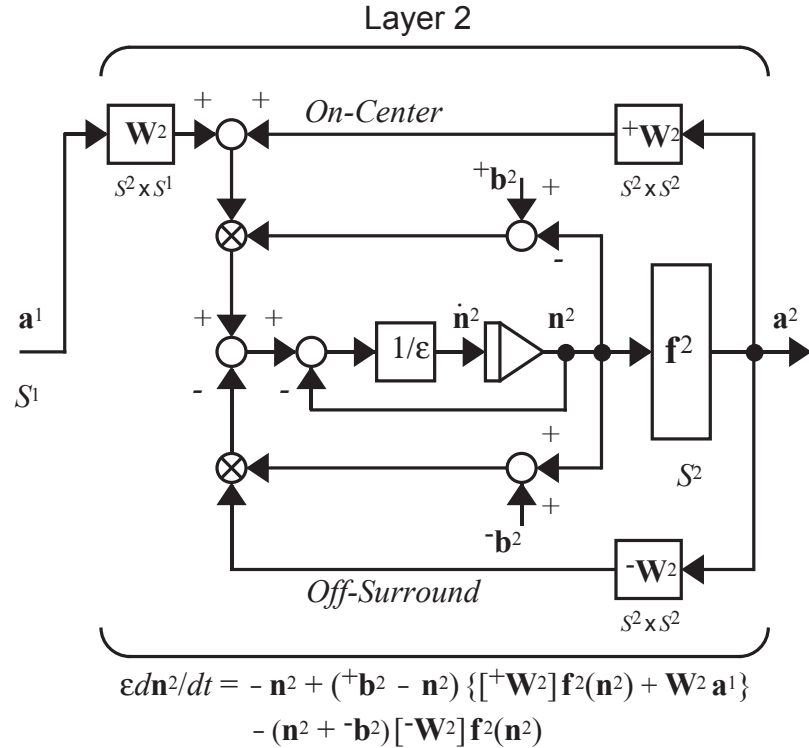 Layer 2
+ +
On-Center
W²
⁺W²
S² x S¹
⁺b²
+
S² x S²
-
a¹
+ +
ṅ²
n²
a²
1/ε
f²
S¹
- -
+
S²
+
⁻b²
⁻W²
Off-Surround
S² x S²
εdn²/dt = - n² + (⁺b² - n²) {[⁺W²] f²(n²) + W² a¹}
- (n² + ⁻b²) [⁻W²] f²(n²)